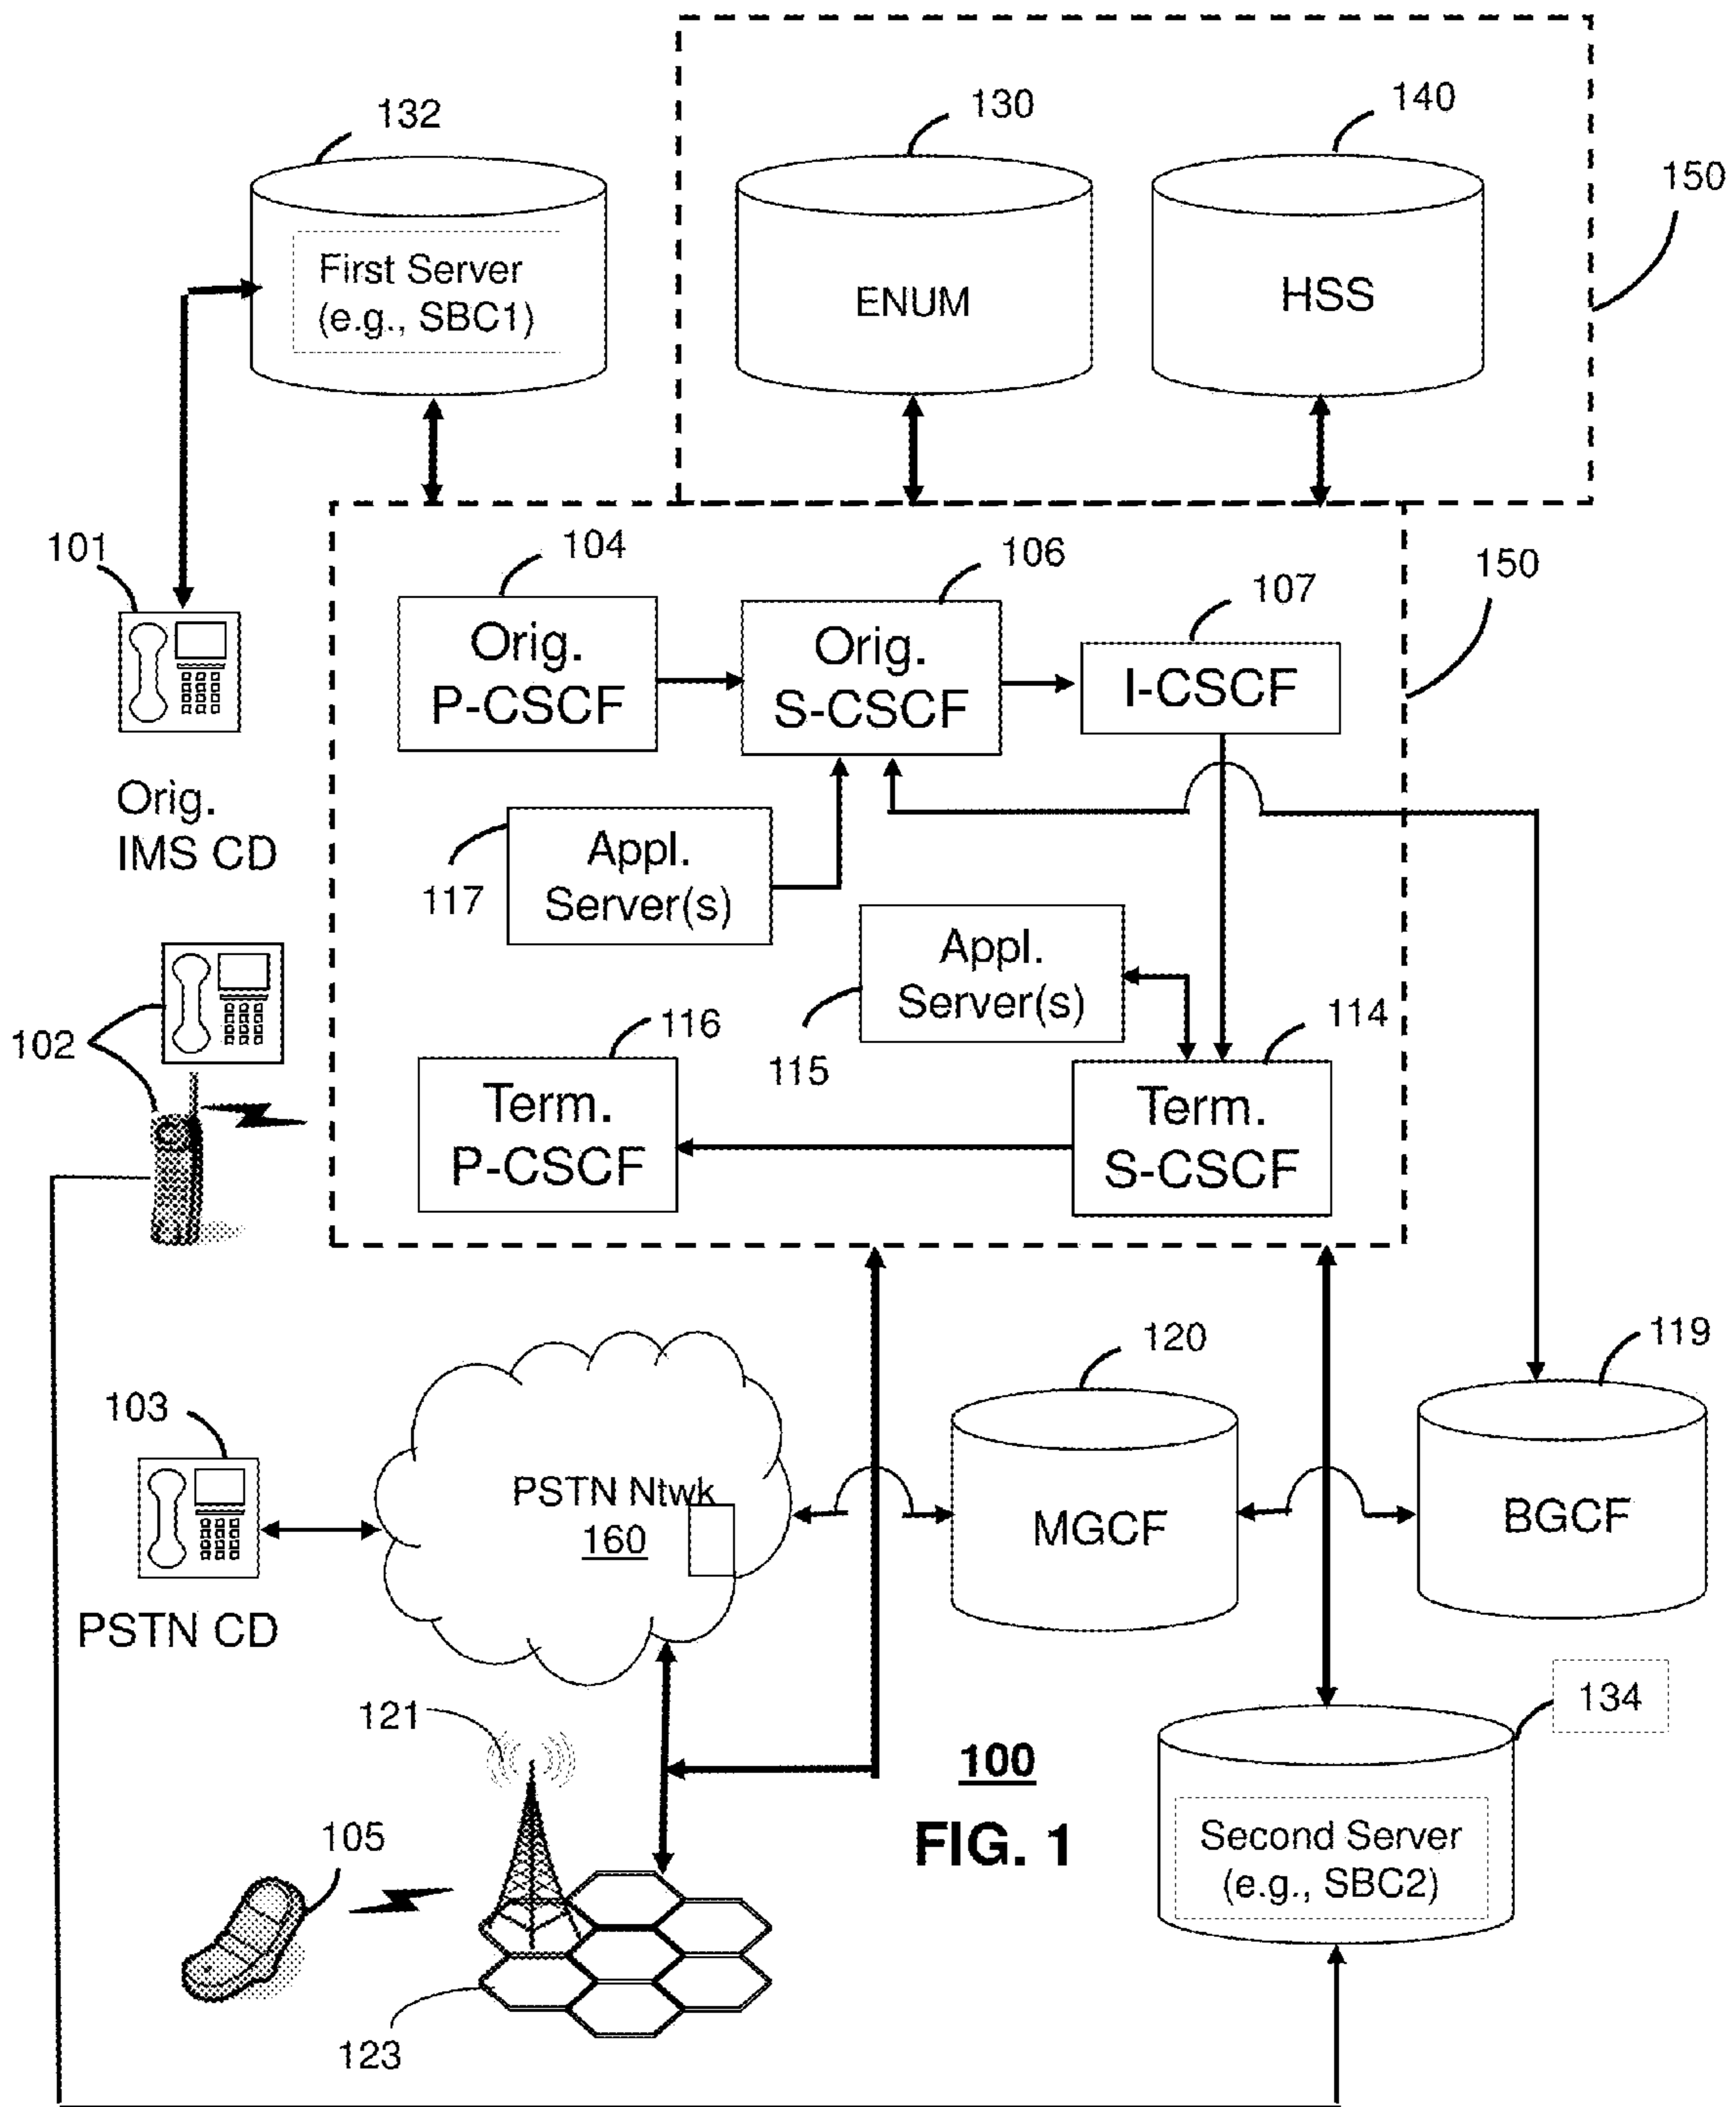 132
130
140
150
First Server
(e.g., SBC1)
ENUM
HSS
101
104
106
107
150
Orig.
P-CSCF
Orig.
S-CSCF
I-CSCF
Orig.
IMS CD
117
Appl.
Server(s)
Appl.
Server(s)
115
102
116
114
Term.
P-CSCF
Term.
S-CSCF
120
119
103
PSTN Ntwk
160
MGCF
BGCF
PSTN CD
134
121
100
FIG. 1
Second Server
(e.g., SBC2)
105
123